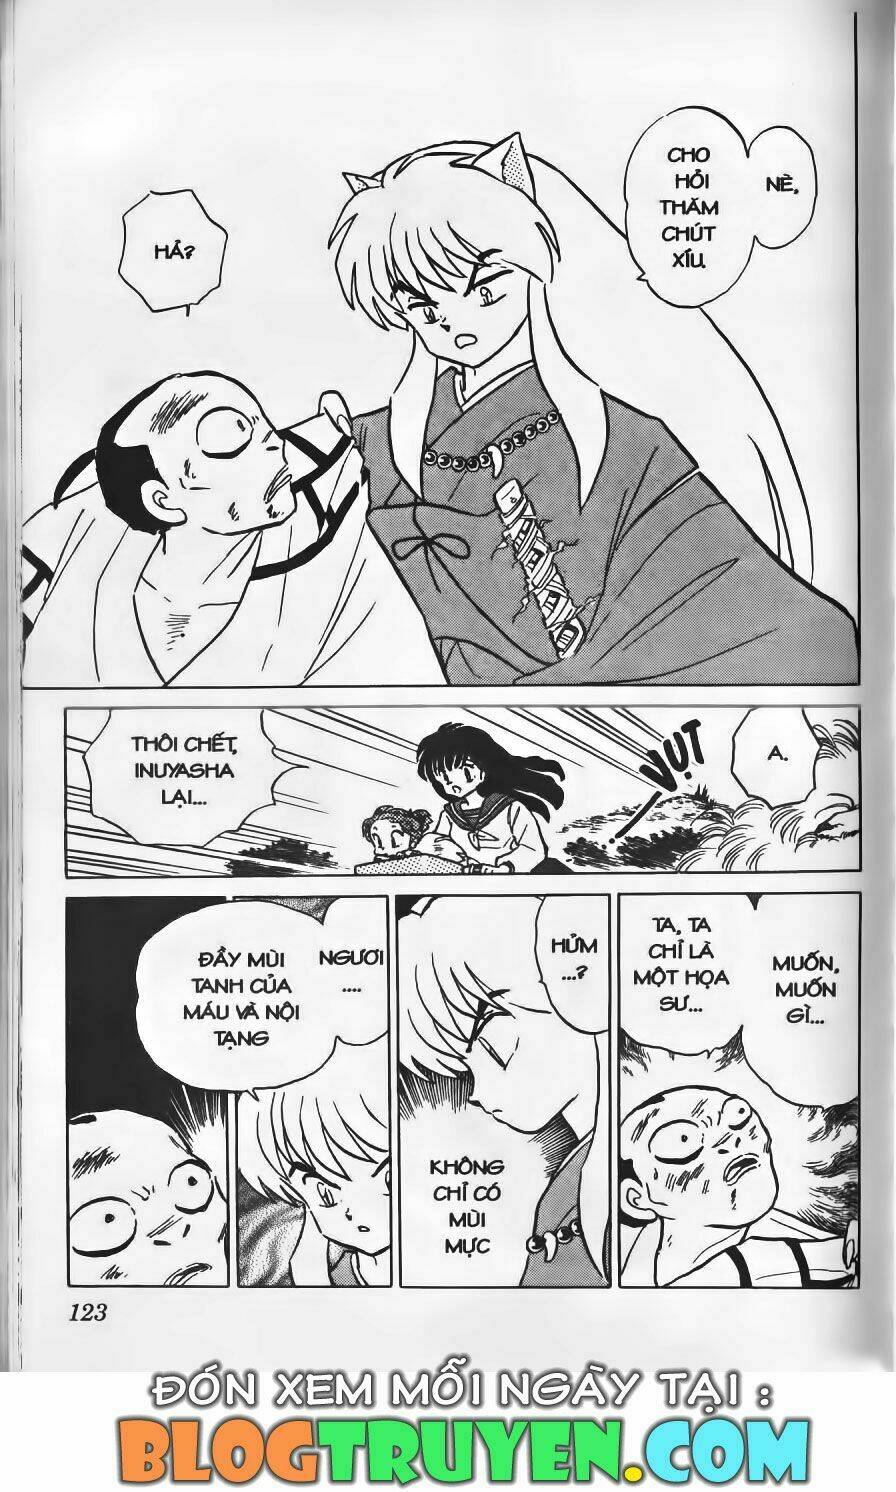 NÈ,
CHO
HỎI
THĂM
CHÚT
XÍU.
HẢ?
A.
VỤT
THÔI CHẾT,
INUYASHA
LẠI...
MUỐN,
MUỐN
GÌ...
TA, TA
CHỈ LÀ
MỘT HỌA
SƯ...
HỬM
...?
KHÔNG
CHỈ CÓ
MÙI
MỰC
NGƯƠI
....
ĐẦY MÙI
TANH CỦA
MÁU VÀ NỘI
TẠNG
123
ĐÓN XEM MỖI NGÀY TẠI :
BLOGTRUYEN.COM